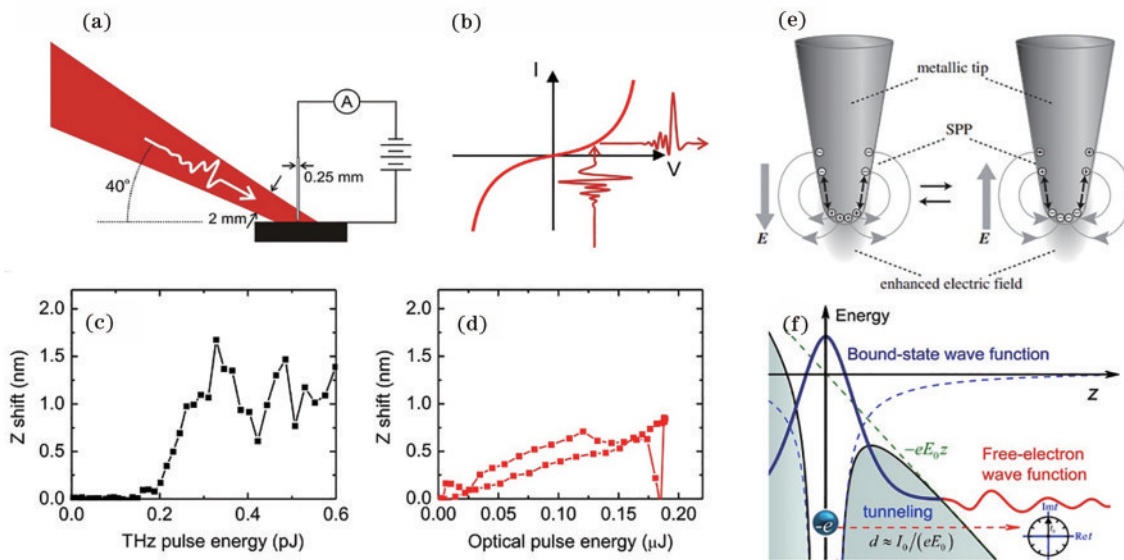 (a)
A
40°
0.25 mm
2 mm
(b)
I
V
(e)
metallic tip
SPP
E
E
enhanced electric field
(c)
Z shift (nm)
2.0
1.5
1.0
0.5
0.0
0.0 0.2 0.4 0.6
THz pulse energy (pJ)
(d)
Z shift (nm)
2.0
1.5
1.0
0.5
0.0
0.00 0.05 0.10 0.15 0.20
Optical pulse energy (μJ)
(f)
Energy
Bound-state wave function
Z
−eE₀z
Free-electron
wave function
tunneling
-e
d ≈ I₀/(eE₀)
Imt
Ret